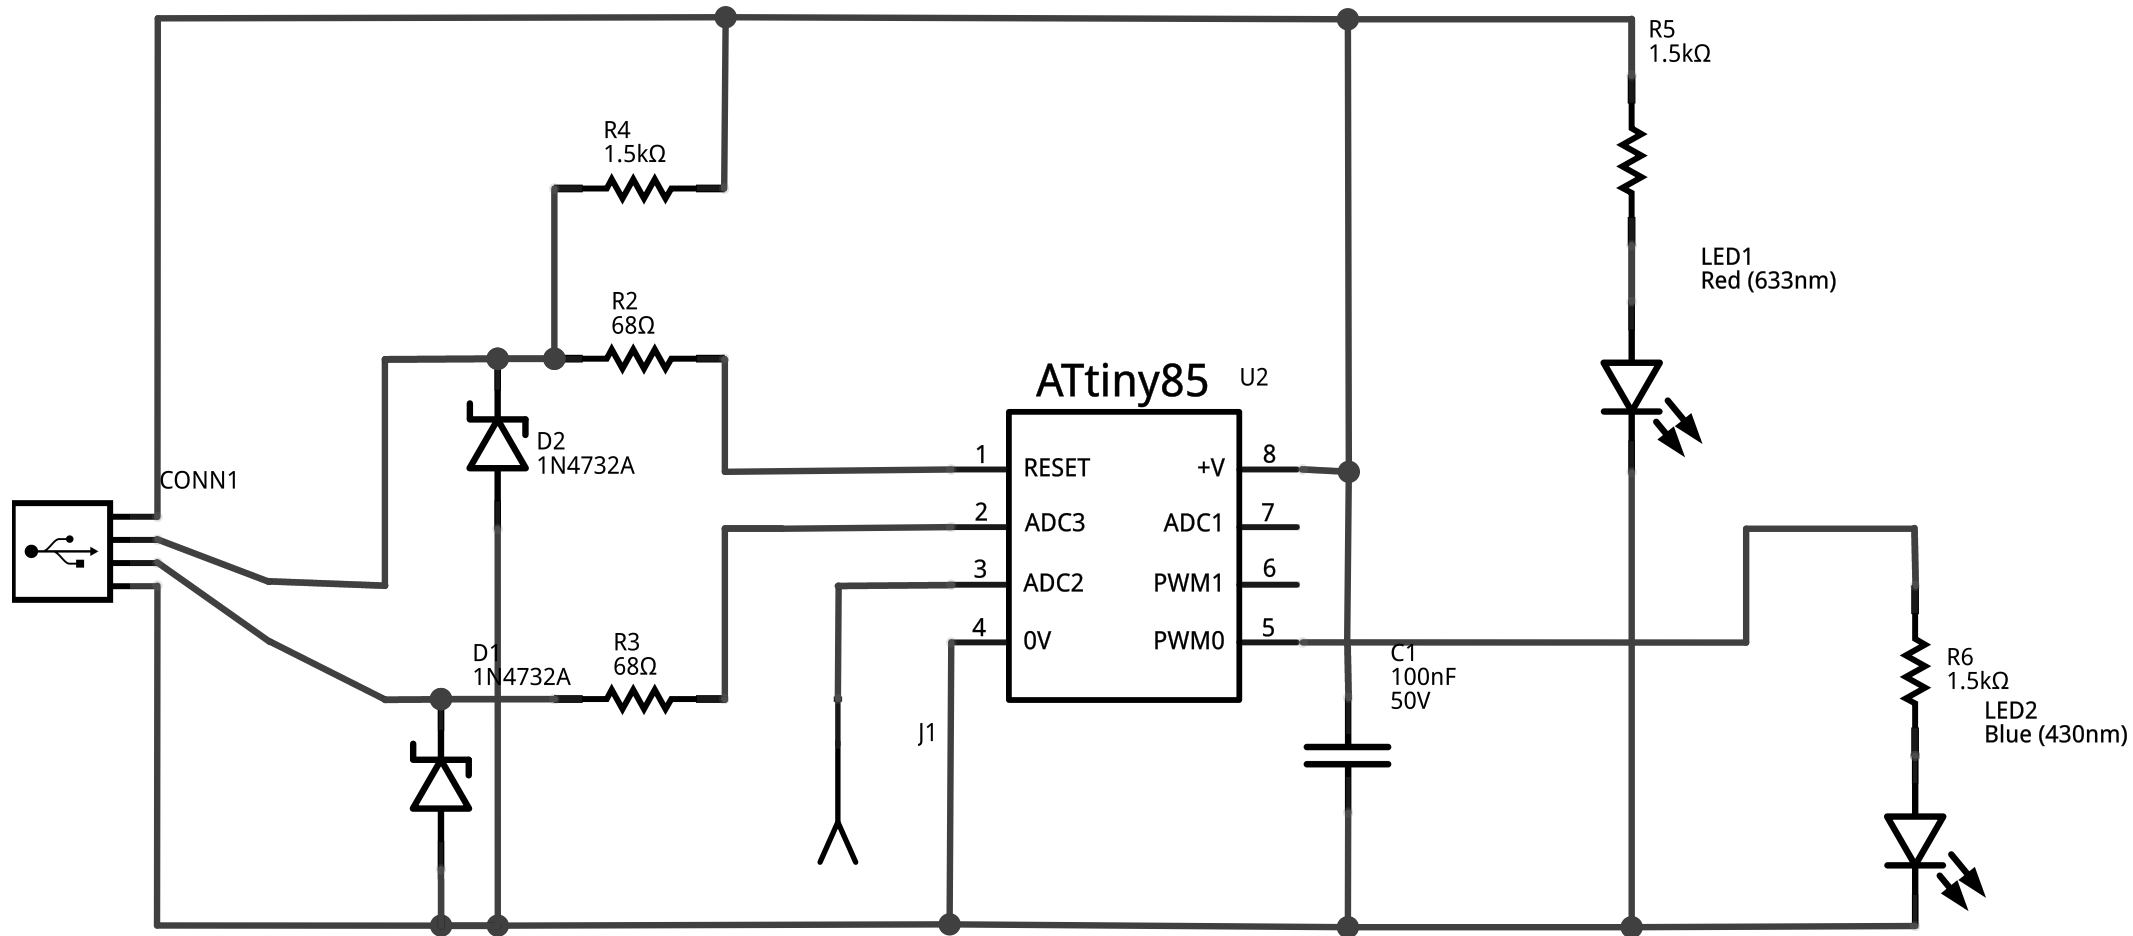 R5
1.5kΩ
R4
1.5kΩ
LED1
Red (633nm)
R2
68Ω
ATtiny85
U2
D2
1N4732A
CONN1
1
RESET
+V
8
2
ADC3
ADC1
7
3
ADC2
PWM1
6
4
0V
PWM0
5
D1
1N4732A
R3
68Ω
C1
100nF
50V
R6
1.5kΩ
LED2
Blue (430nm)
J1